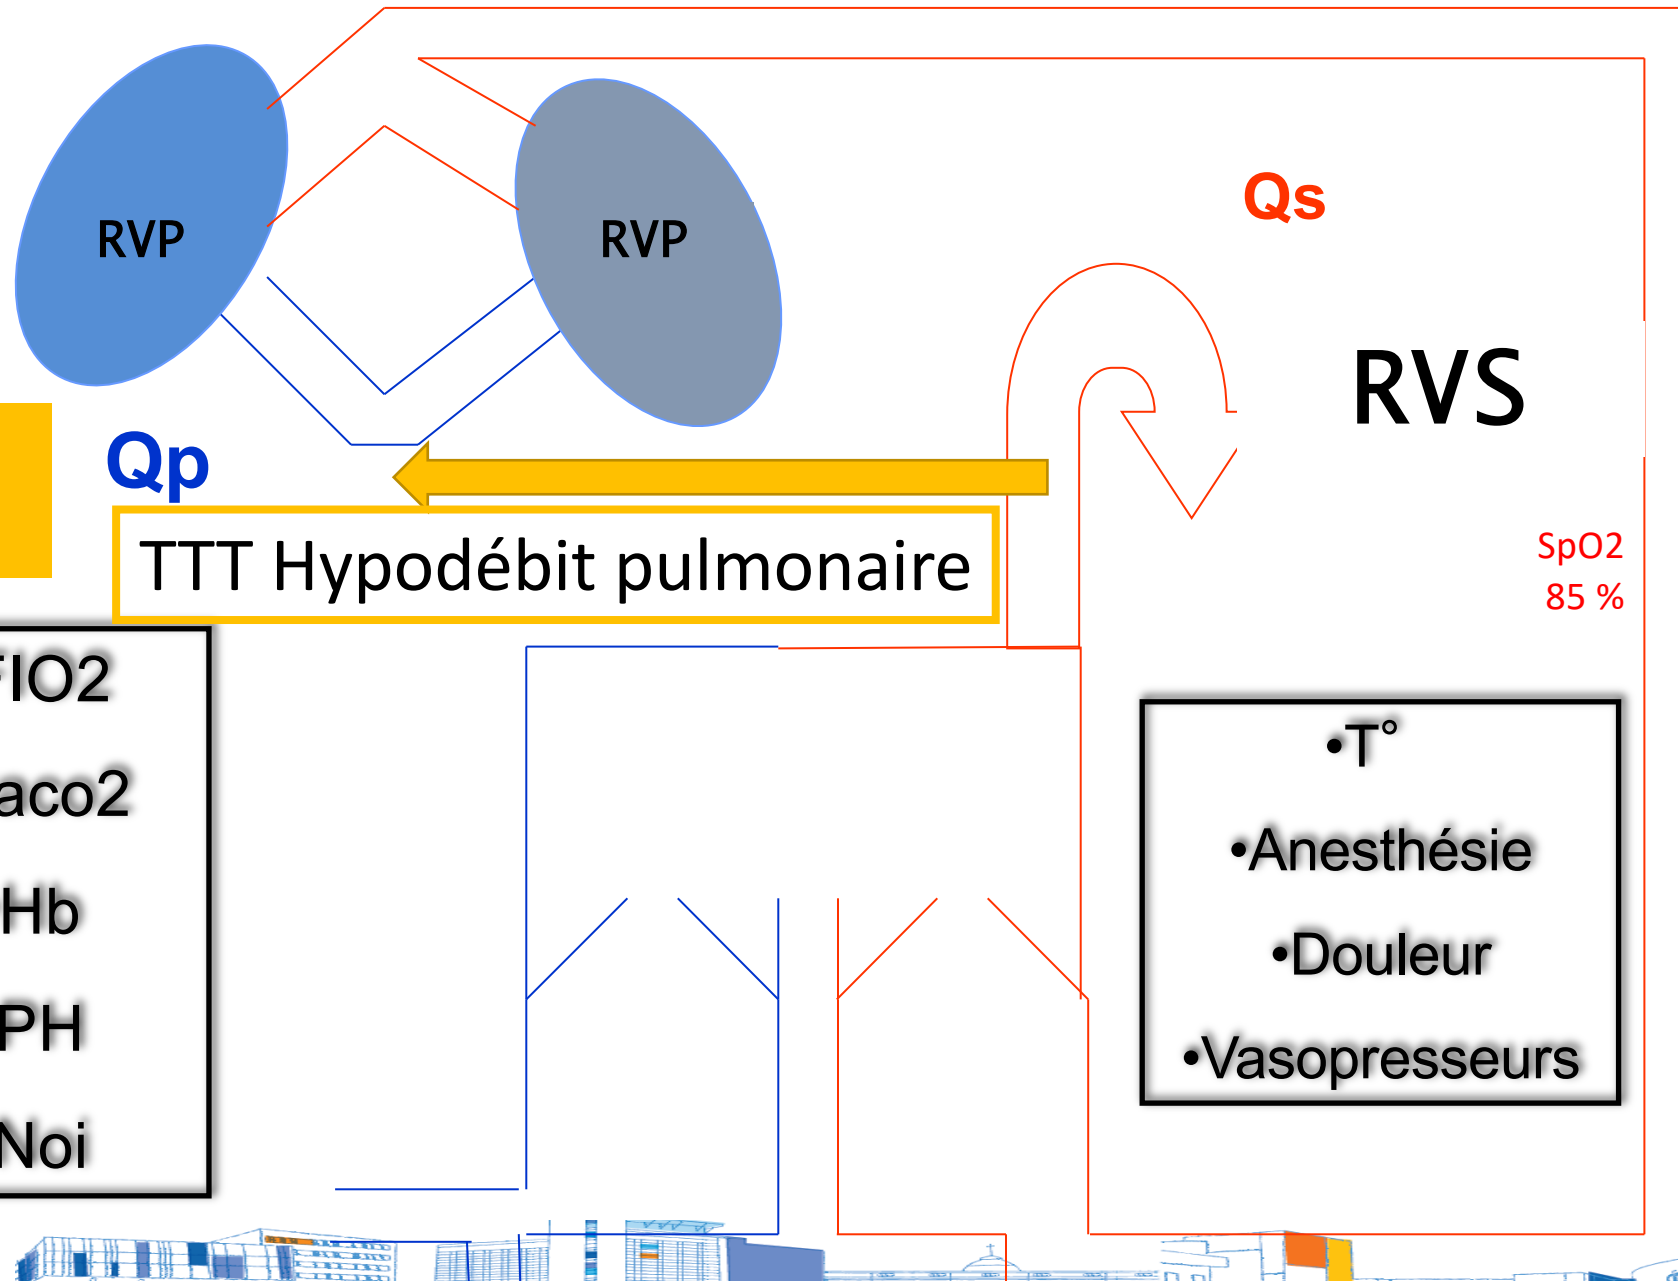 RVP
RVP
Qs
RVS
Qp
TTT Hypodébit pulmonaire
SpO2
85 %
FIO2
aco2
Hb
PH
Noi
•T°
•Anesthésie
•Douleur
•Vasopresseurs